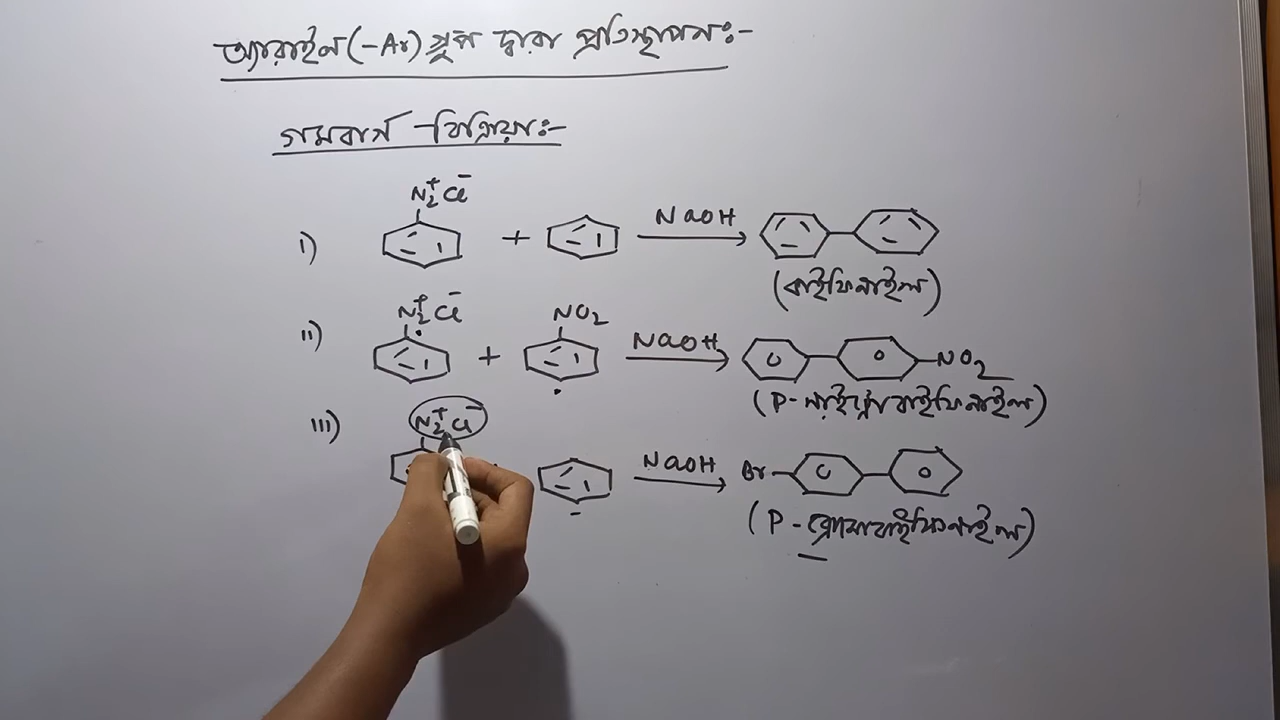 অ্যারাইল (-Ar) গ্রুপ দ্বারা প্রতিস্থাপনঃ-
গমবার্গ বিক্রিয়াঃ-
N₂⁺ Cl⁻
i) + NaOH
(বাইফিনাইল)
N₂⁺ Cl⁻ NO₂
ii) + NaOH NO₂
(P-নাইট্রোবাইফিনাইল)
N₂⁺ Cl⁻
iii) NaOH Br
(P-ব্রোমোবাইফিনাইল)